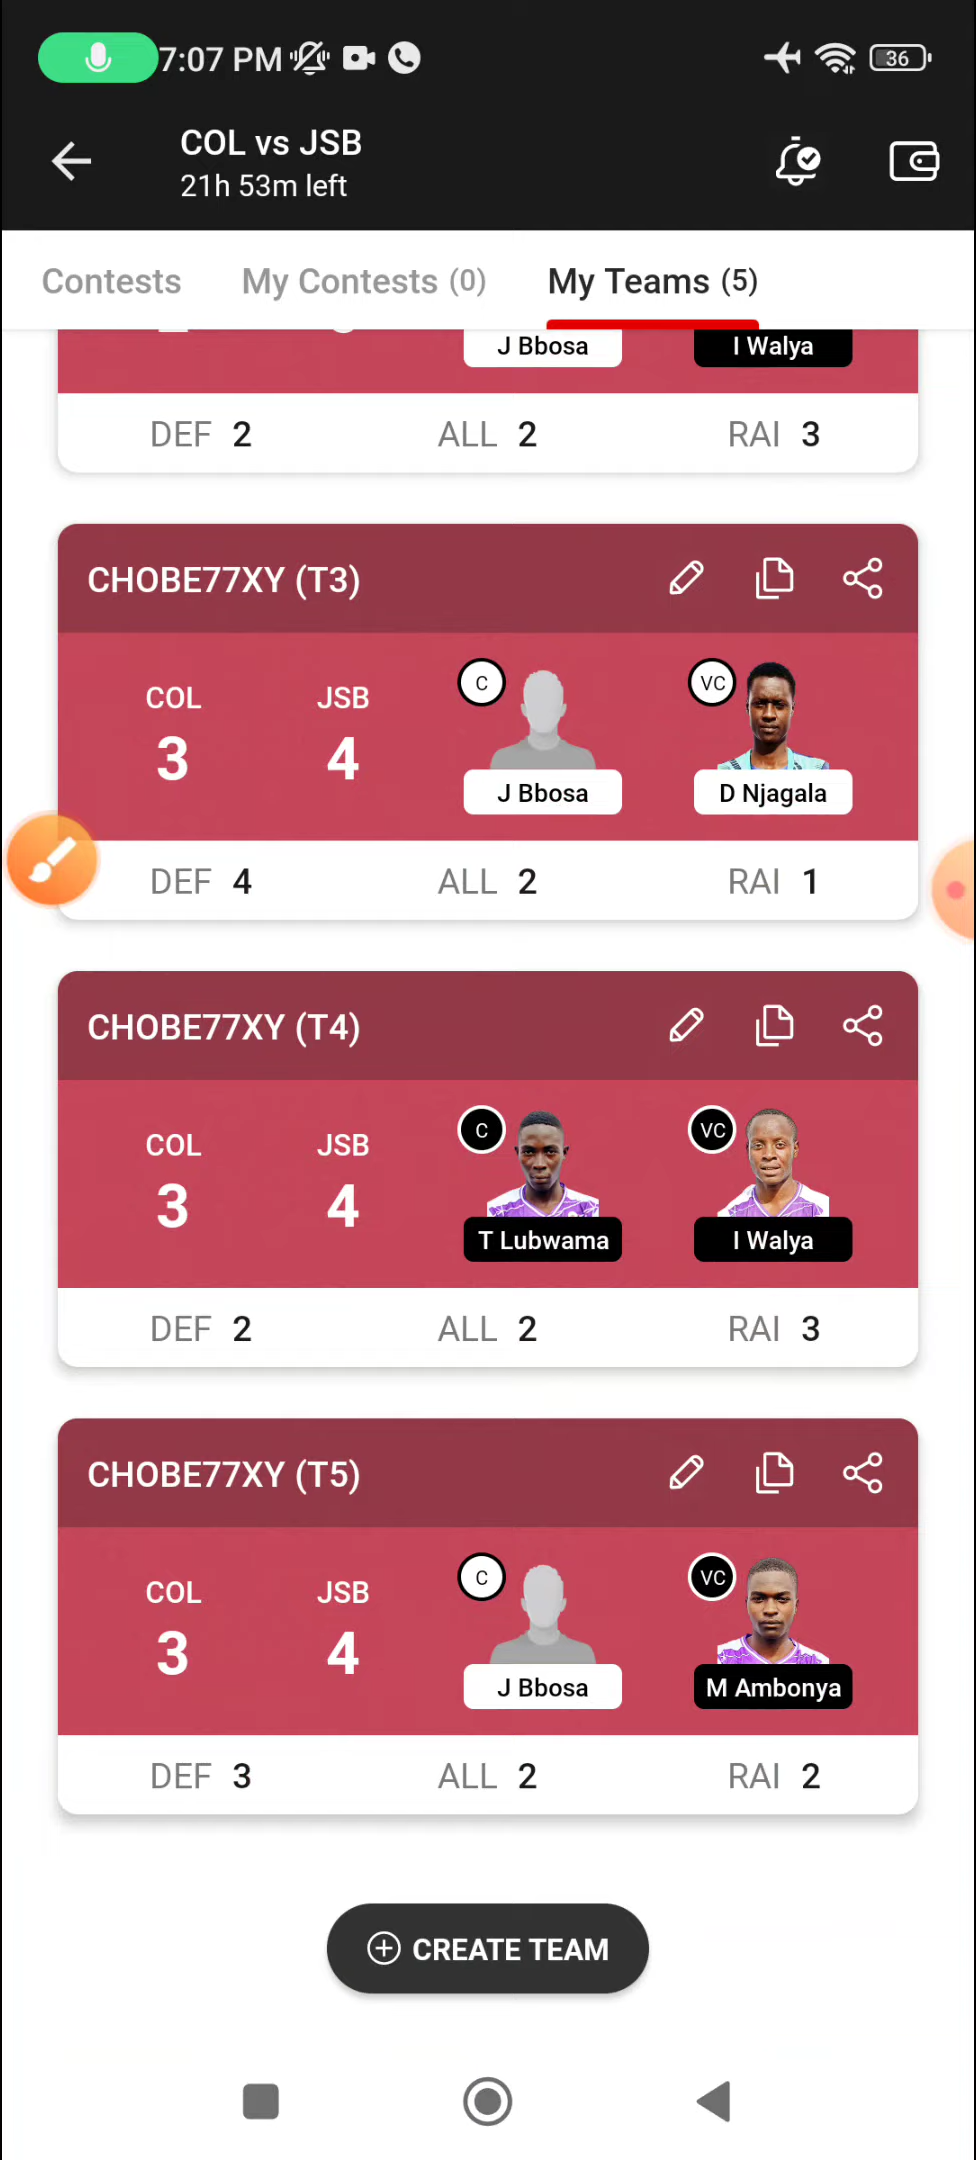 7:07 PM
36
COL vs JSB
21h 53m left
Contests
My Contests (0)
My Teams (5)
J Bbosa
I Walya
DEF 2
ALL 2
RAI 3
CHOBE77XY (T3)
COL
JSB
C
VC
3
4
J Bbosa
D Njagala
DEF 4
ALL 2
RAI 1
CHOBE77XY (T4)
COL
JSB
C
VC
3
4
T Lubwama
I Walya
DEF 2
ALL 2
RAI 3
CHOBE77XY (T5)
COL
JSB
C
VC
3
4
J Bbosa
M Ambonya
DEF 3
ALL 2
RAI 2
CREATE TEAM